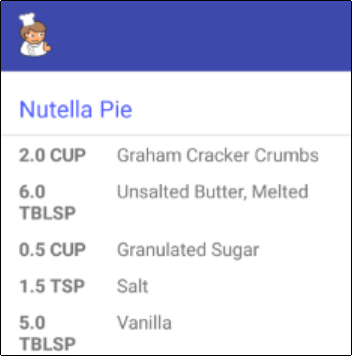 Nutella Pie
2.0 CUP Graham Cracker Crumbs
6.0 Unsalted Butter, Melted
TBLSP
0.5 CUP Granulated Sugar
1.5 TSP Salt
5.0 Vanilla
TBLSP